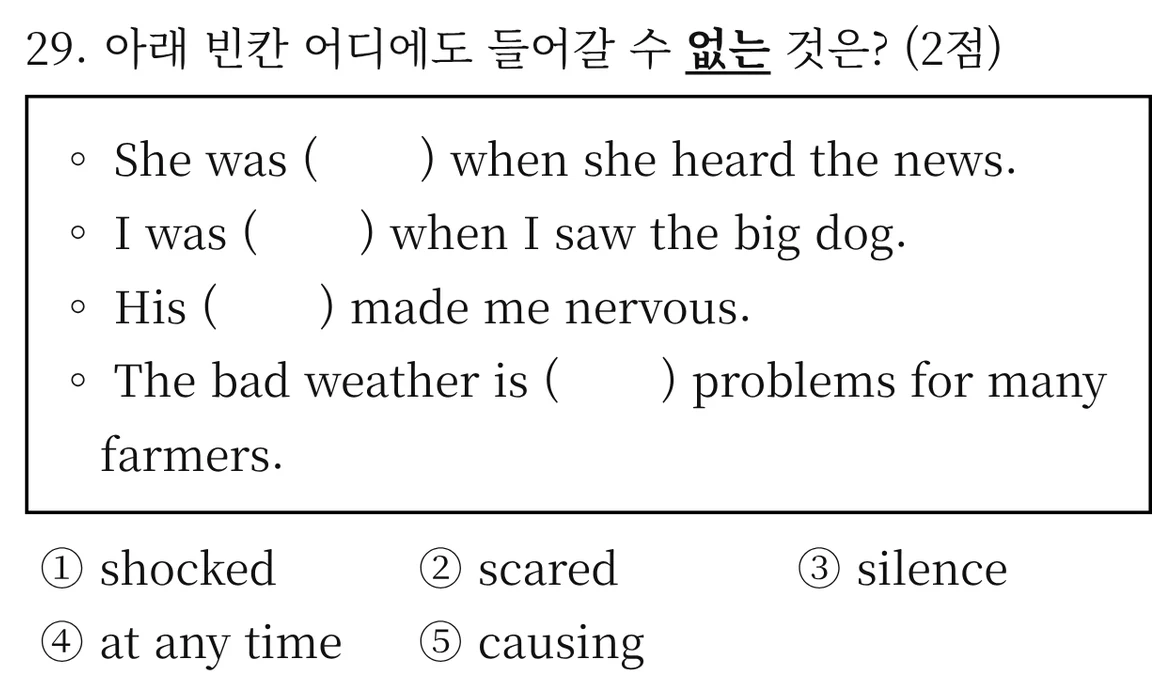 29. 아래 빈칸 어디에도 들어갈 수 없는 것은? (2점)
◦ She was (      ) when she heard the news.
◦ I was (      ) when I saw the big dog.
◦ His (      ) made me nervous.
◦ The bad weather is (      ) problems for many
farmers.
① shocked ② scared ③ silence
④ at any time ⑤ causing